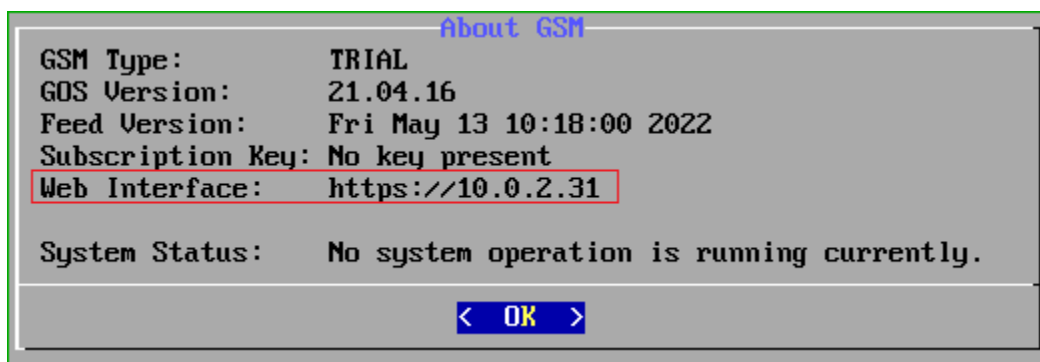 About GSM
GSM Type: TRIAL
GOS Version: 21.04.16
Feed Version: Fri May 13 10:18:00 2022
Subscription Key: No key present
Web Interface: https://10.0.2.31
System Status: No system operation is running currently.
< OK >